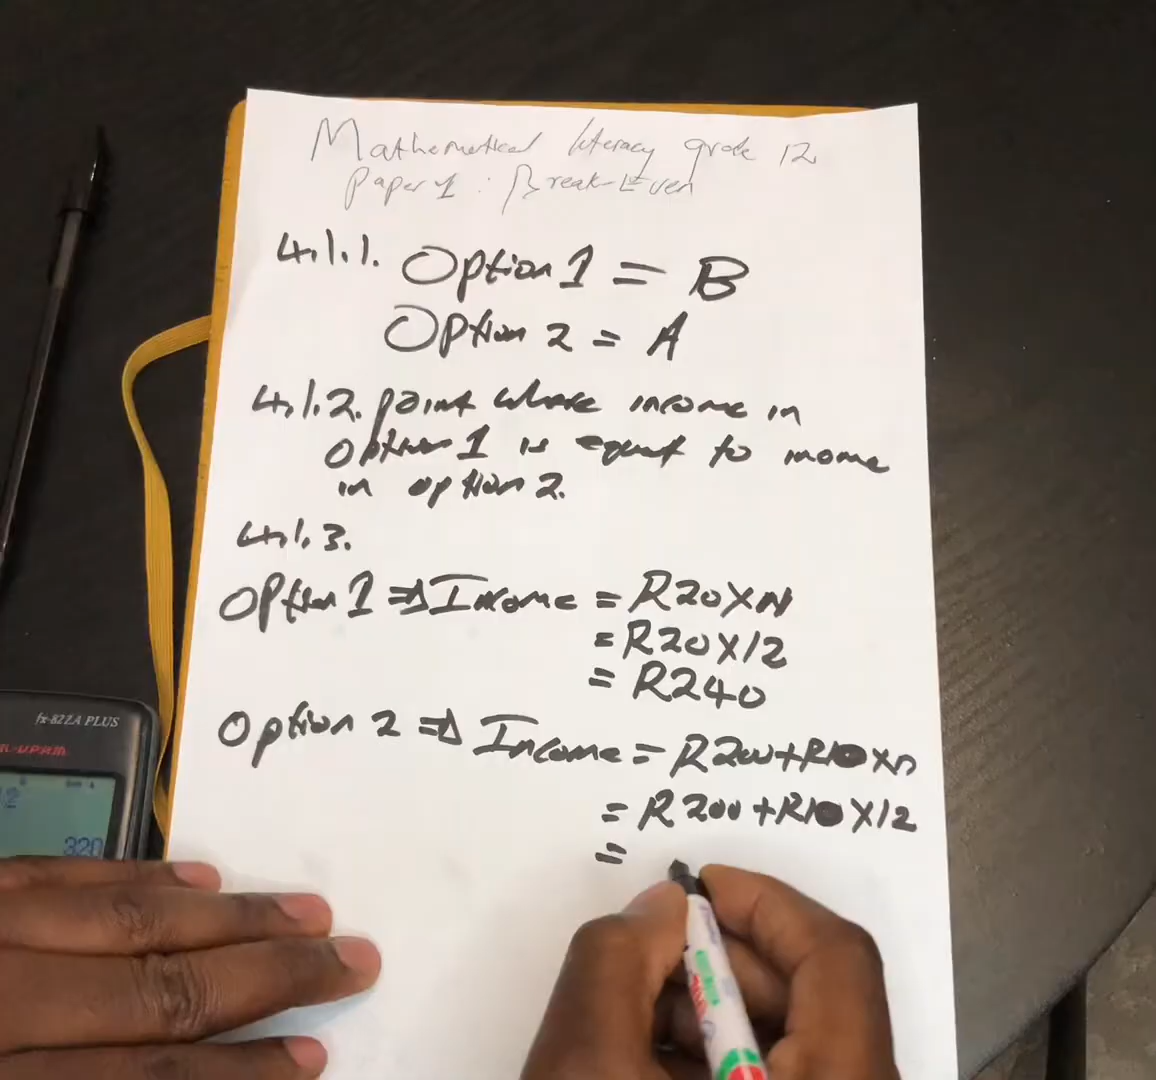 Mathematical literacy grade 12
Paper 1 : Break-Even
4.1.1. Option 1 = B
Option 2 = A
4.1.2. Point where income in
option 1 is equal to income
in option 2.
4.1.3.
Option 1 ⇒ Income = R20 x N
= R20 x 12
= R240
Option 2 ⇒ Income = R200 + R10 x n
= R200 + R10 x 12
=
fx-82ZA PLUS
12
320